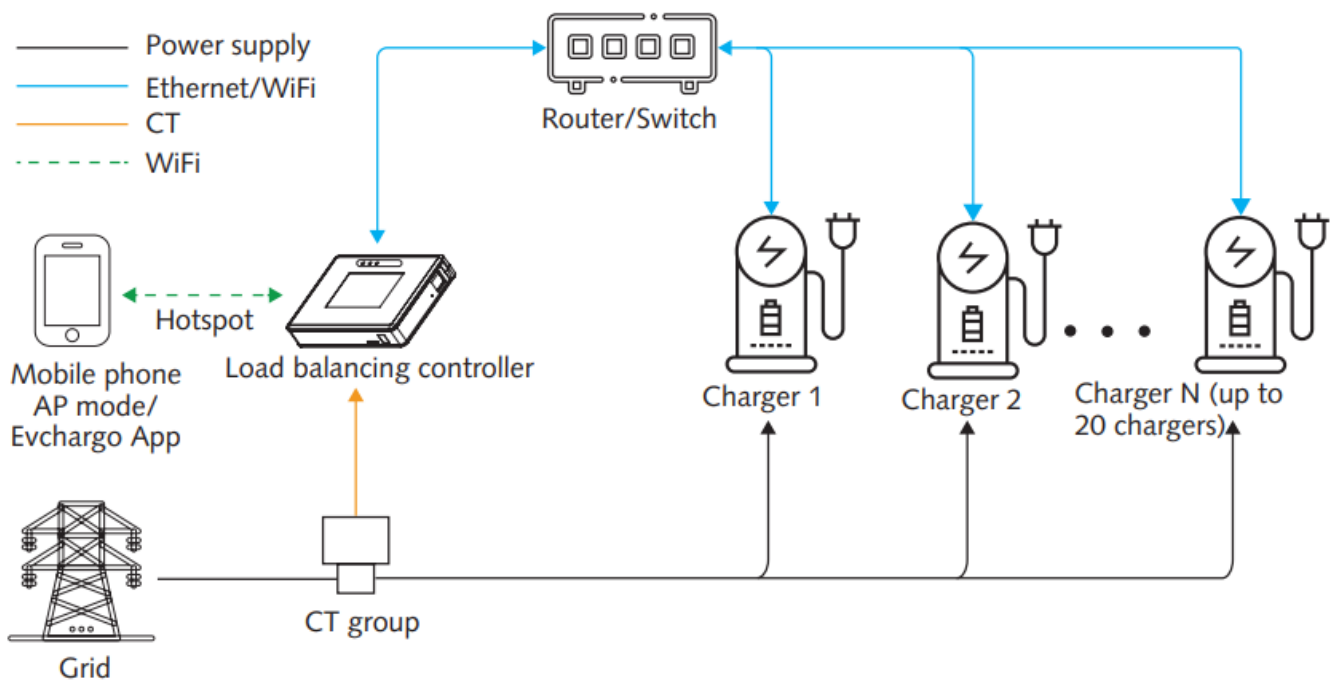 Power supply
Ethernet/WiFi
CT
WiFi
Router/Switch
Hotspot
Mobile phone
AP mode/
Evchargo App
Load balancing controller
Charger 1
Charger 2
Charger N (up to
20 chargers)
CT group
Grid